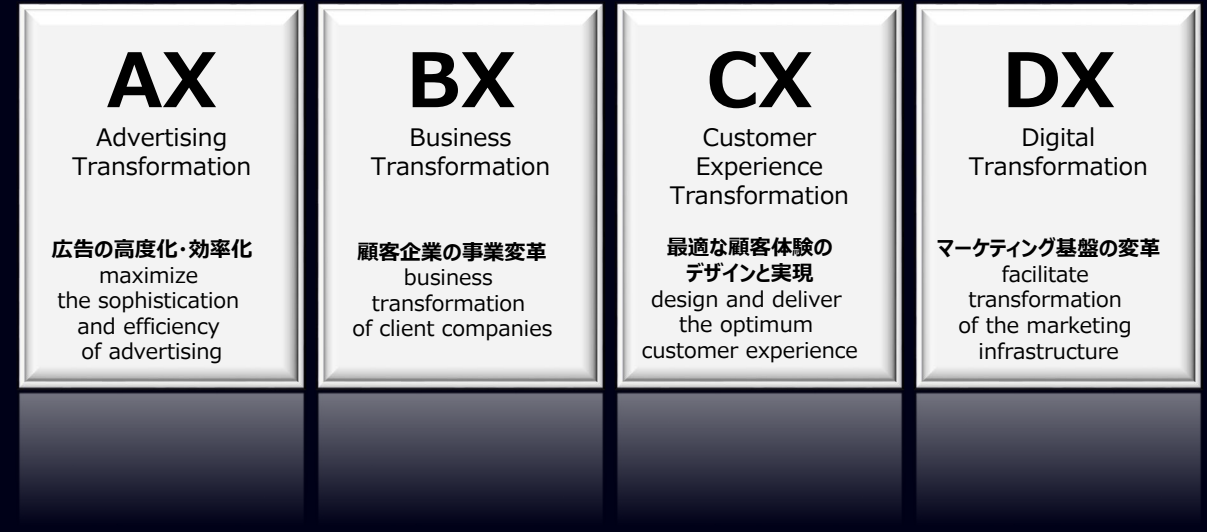 AX
Advertising
Transformation
広告の高度化･効率化
maximize
the sophistication
and efficiency
of advertising
BX
Business
Transformation
顧客企業の事業変革
business
transformation
of client companies
CX
Customer
Experience
Transformation
最適な顧客体験の
デザインと実現
design and deliver
the optimum
customer experience
DX
Digital
Transformation
マーケティング基盤の変革
facilitate
transformation
of the marketing
infrastructure